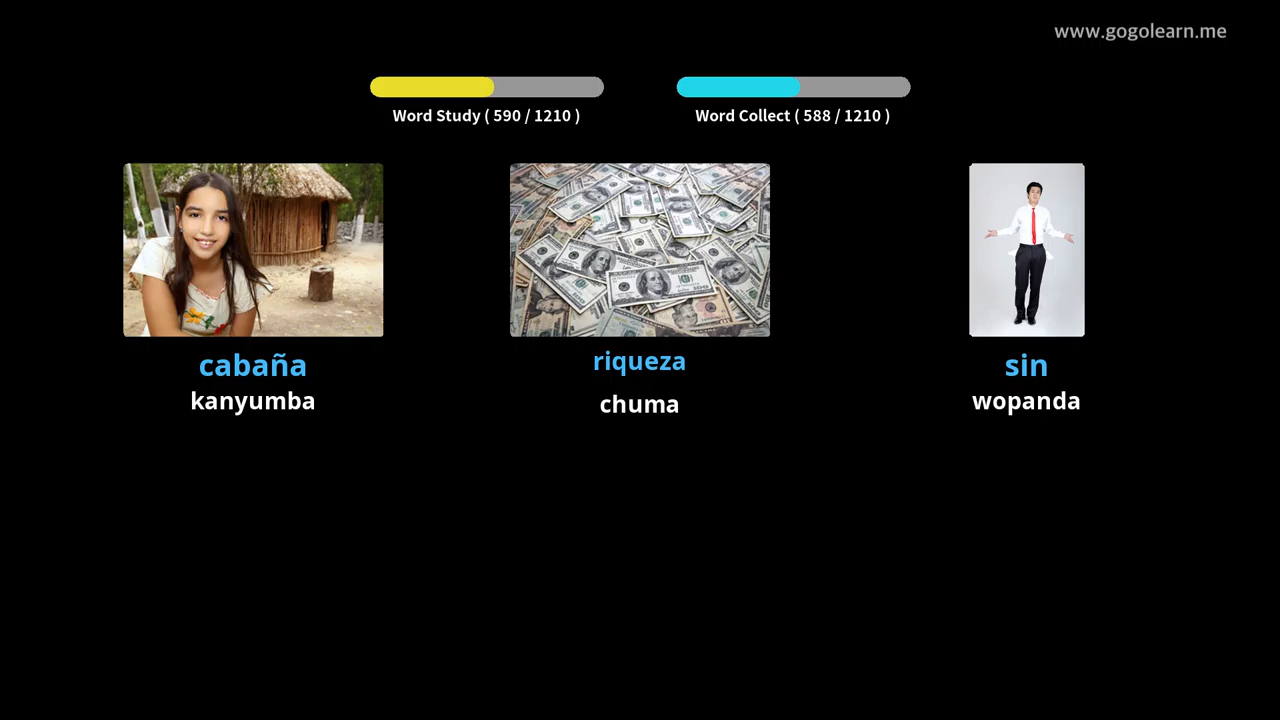 www.gogolearn.me
Word Study ( 590 / 1210 )
Word Collect ( 588 / 1210 )
cabaña
kanyumba
riqueza
chuma
sin
wopanda